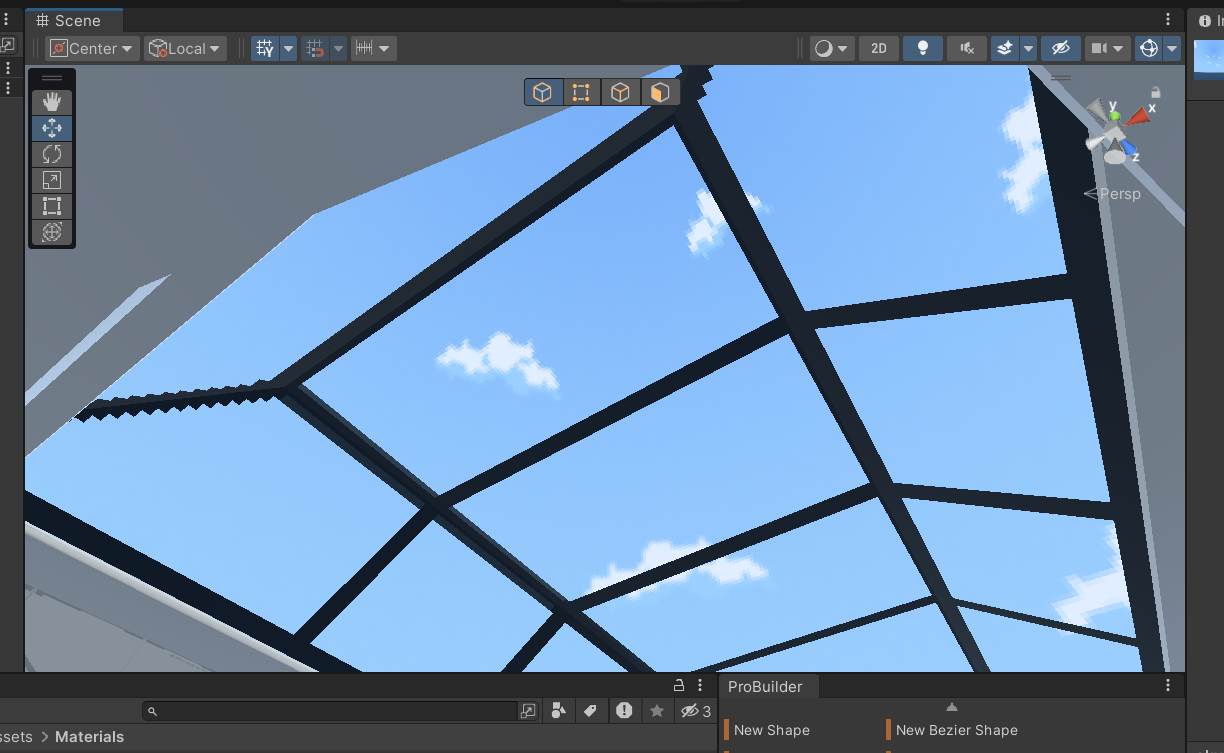 Scene
Center
Local
2D
y
x
z
Persp
ProBuilder
3
New Shape
New Bezier Shape
ssets > Materials